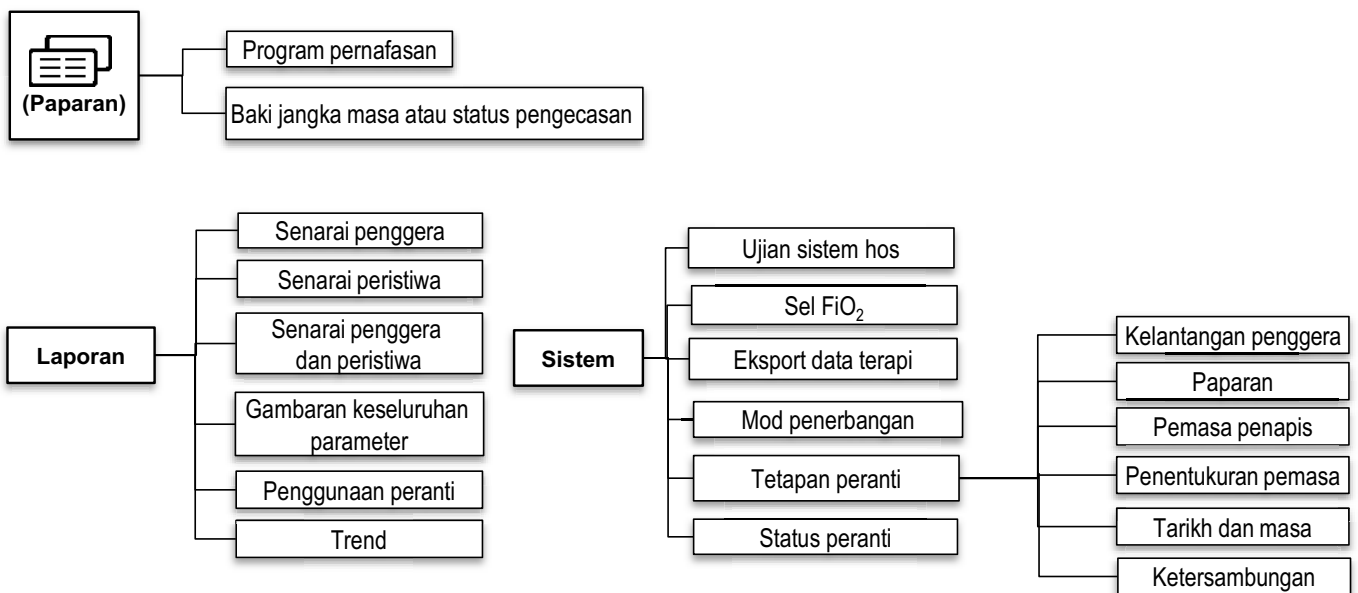 (Paparan)
Program pernafasan
Baki jangka masa atau status pengecasan
Laporan
Senarai penggera
Senarai peristiwa
Senarai penggera
dan peristiwa
Gambaran keseluruhan
parameter
Penggunaan peranti
Trend
Sistem
Ujian sistem hos
Sel FiO₂
Eksport data terapi
Mod penerbangan
Tetapan peranti
Status peranti
Kelantangan penggera
Paparan
Pemasa penapis
Penentukuran pemasa
Tarikh dan masa
Ketersambungan